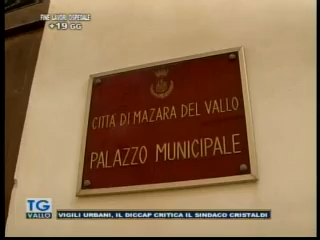 FINE LAVORI OSPEDALE
+19 GG
CITTÀ DI MAZARA DEL VALLO
PALAZZO MUNICIPALE
TG
VALLO
VIGILI URBANI, IL DICCAP CRITICA IL SINDACO CRISTALDI